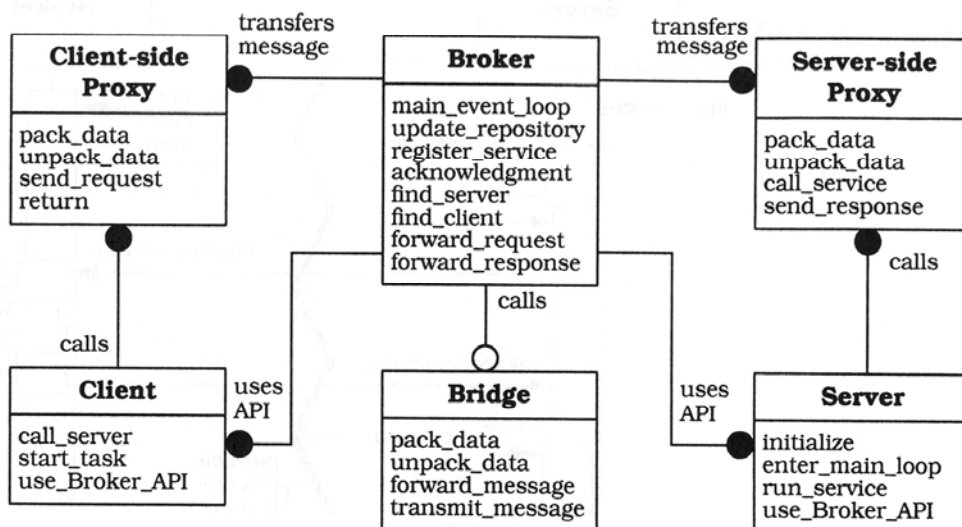 transfers
message
Client-side
Proxy
pack_data
unpack_data
send_request
return
Broker
main_event_loop
update_repository
register_service
acknowledgment
find_server
find_client
forward_request
forward_response
transfers
message
Server-side
Proxy
pack_data
unpack_data
call_service
send_response
calls
calls
calls
Client
call_server
start_task
use_Broker_API
uses
API
Bridge
pack_data
unpack_data
forward_message
transmit_message
uses
API
Server
initialize
enter_main_loop
run_service
use_Broker_API